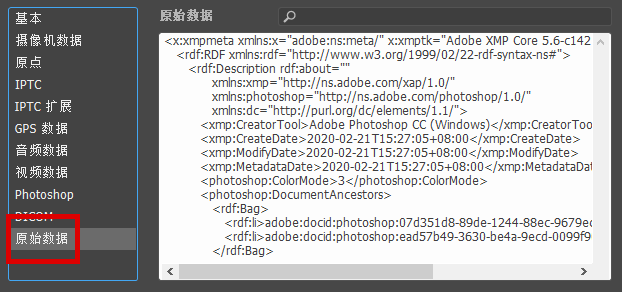 基本
摄像机数据
原点
IPTC
IPTC 扩展
GPS 数据
音频数据
视频数据
Photoshop
DICOM
原始数据
原始数据
<x:xmpmeta xmlns:x="adobe:ns:meta/" x:xmptk="Adobe XMP Core 5.6-c142
<rdf:RDF xmlns:rdf="http://www.w3.org/1999/02/22-rdf-syntax-ns#">
<rdf:Description rdf:about=""
xmlns:xmp="http://ns.adobe.com/xap/1.0/"
xmlns:photoshop="http://ns.adobe.com/photoshop/1.0/"
xmlns:dc="http://purl.org/dc/elements/1.1/">
<xmp:CreatorTool>Adobe Photoshop CC (Windows)</xmp:CreatorTool
<xmp:CreateDate>2020-02-21T15:27:05+08:00</xmp:CreateDate>
<xmp:ModifyDate>2020-02-21T15:27:05+08:00</xmp:ModifyDate>
<xmp:MetadataDate>2020-02-21T15:27:05+08:00</xmp:MetadataDate
<photoshop:ColorMode>3</photoshop:ColorMode>
<photoshop:DocumentAncestors>
<rdf:Bag>
<rdf:li>adobe:docid:photoshop:07d351d8-89de-1244-88ec-9679ec
<rdf:li>adobe:docid:photoshop:ead57b49-3630-be4a-9ecd-0099f9
</rdf:Bag>